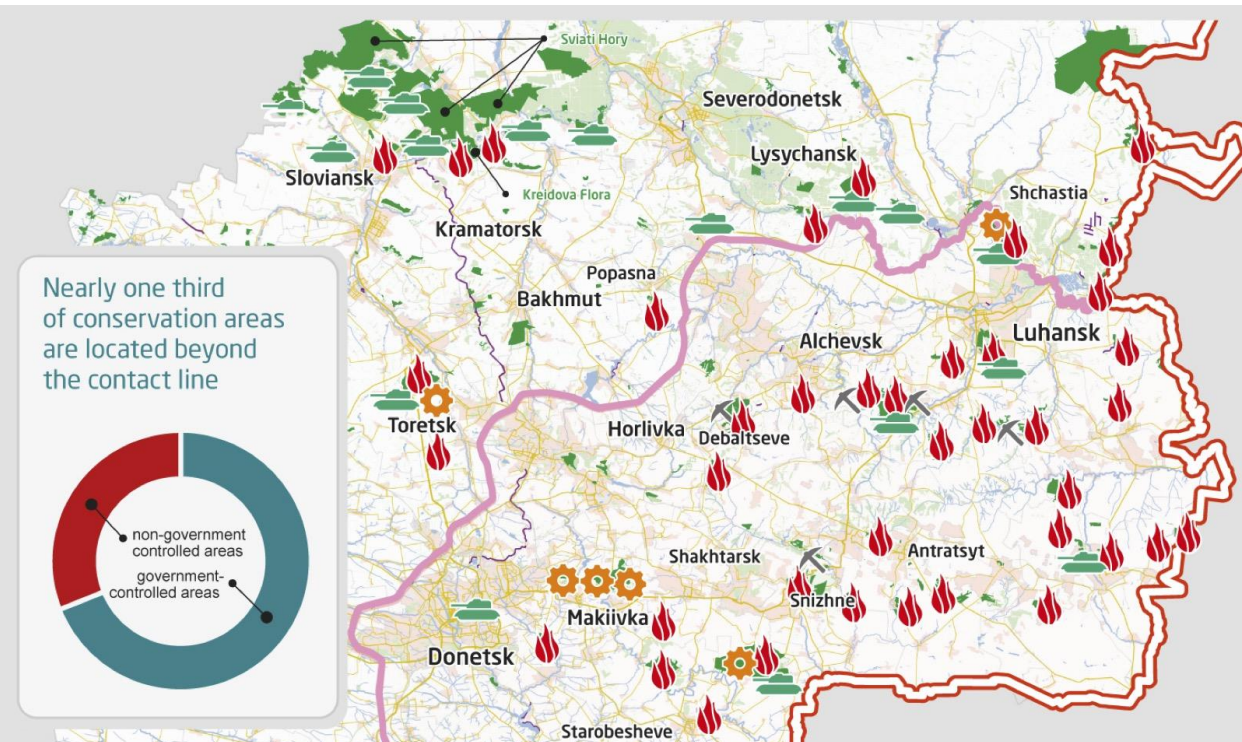 Sviati Hory
Severodonetsk
Lysychansk
Sloviansk
Shchastia
Kreidova Flora
Kramatorsk
Popasna
Bakhmut
Nearly one third
of conservation areas
are located beyond
the contact line
Luhansk
Alchevsk
Toretsk
Horlivka
Debaltseve
non-government
controlled areas
government-
controlled areas
Shakhtarsk
Antratsyt
Snizhne
Makiivka
Donetsk
Starobesheve